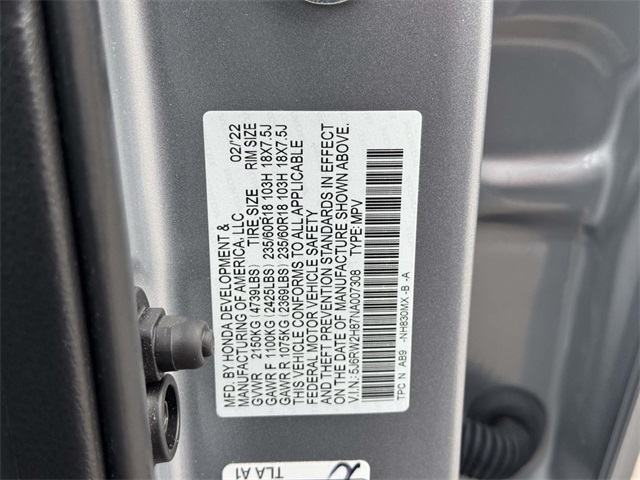 MFD. BY HONDA DEVELOPMENT & 02/'22
MANUFACTURING OF AMERICA, LLC TIRE SIZE RIM SIZE
GVWR 2150KG (4739LBS)
GAWR F 1100KG (2425LBS) 235/60R18 103H 18X7.5J
GAWR R 1075KG (2369LBS) 235/60R18 103H 18X7.5J
THIS VEHICLE CONFORMS TO ALL APPLICABLE
FEDERAL MOTOR VEHICLE SAFETY
AND THEFT PREVENTION STANDARDS IN EFFECT
ON THE DATE OF MANUFACTURE SHOWN ABOVE.
V.I.N.:5J6RW2H87NA007308 TYPE:MPV
TPC N AB9 -NH830MX -B -A
TLA A1